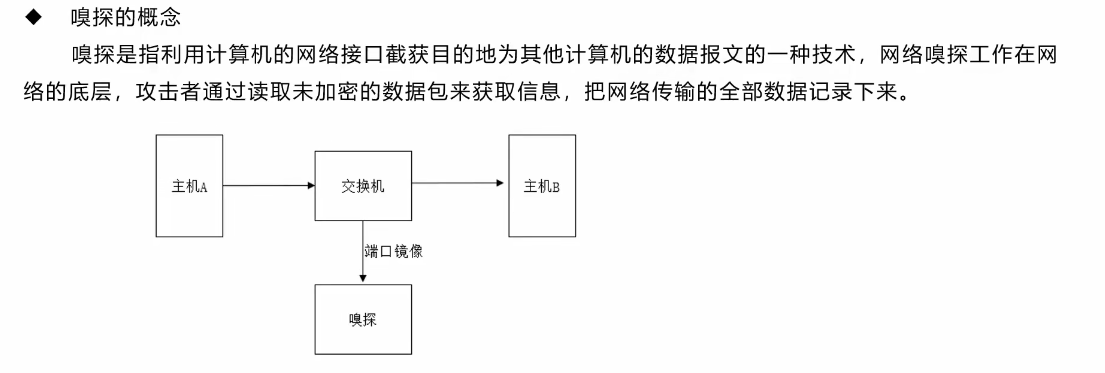 ◆ 嗅探的概念
嗅探是指利用计算机的网络接口截获目的地为其他计算机的数据报文的一种技术，网络嗅探工作在网
络的底层，攻击者通过读取未加密的数据包来获取信息，把网络传输的全部数据记录下来。
主机A
交换机
主机B
端口镜像
嗅探